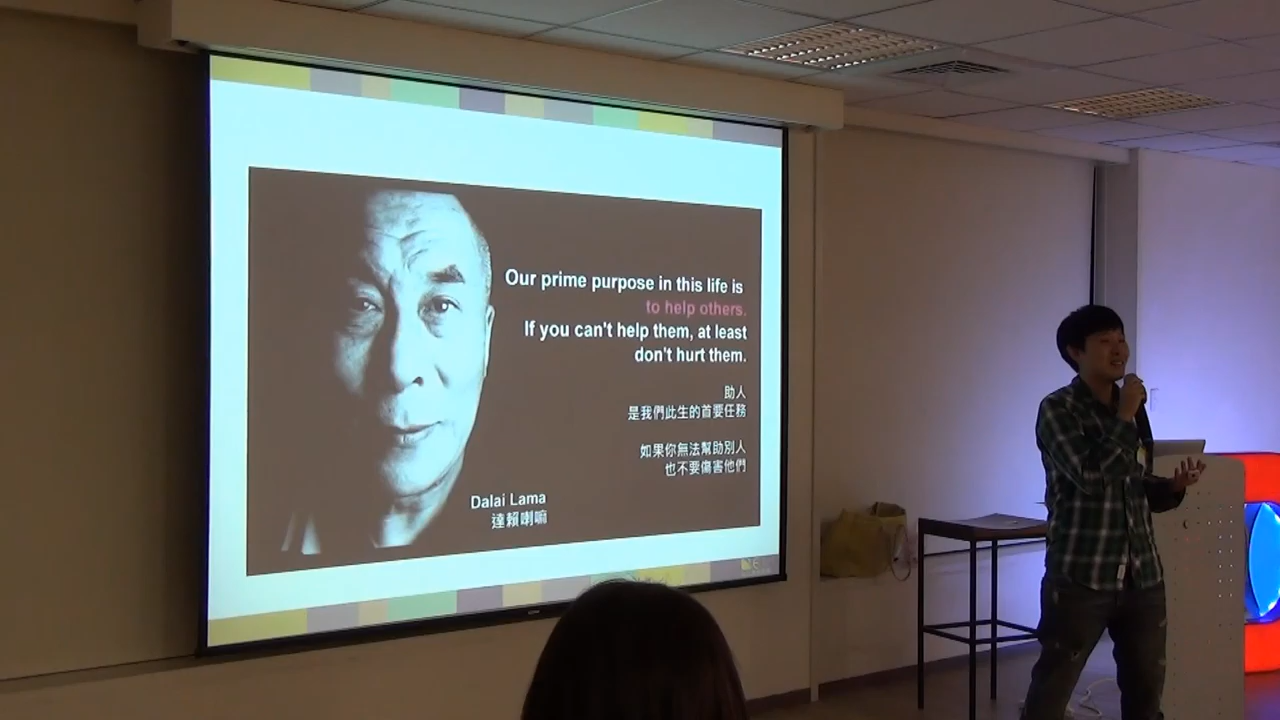 Our prime purpose in this life is
to help others.
If you can't help them, at least
don't hurt them.
助人
是我們此生的首要任務
如果你無法幫助別人
也不要傷害他們
Dalai Lama
達賴喇嘛